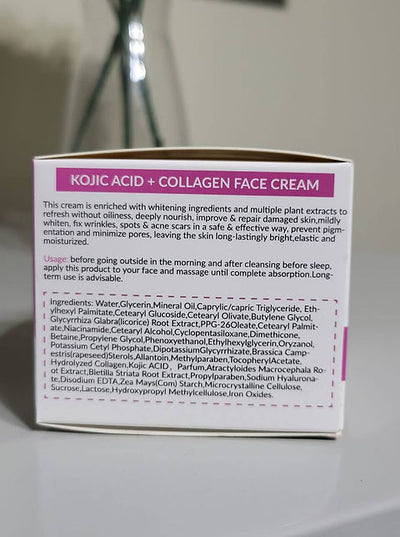 KOJIC ACID + COLLAGEN FACE CREAM
This cream is enriched with whitening ingredients and multiple plant extracts to
refresh without oiliness, deeply nourish, improve & repair damaged skin,mildly
whiten, fix wrinkles, spots & acne scars in a safe & effective way, prevent pigm-
entation and minimize pores, leaving the skin long-lastingly bright,elastic and
moisturized.
Usage: before going outside in the morning and after cleansing before sleep,
apply this product to your face and massage until complete absorption.Long-
term use is advisable.
Ingredients: Water,Glycerin,Mineral Oil,Caprylic/capric Triglyceride, Eth-
ylhexyl Palmitate,Cetearyl Glucoside,Cetearyl Olivate,Butylene Glycol,
Glycyrrhiza Glabra(licorice) Root Extract,PPG-26Oleate,Cetearyl Palmit-
ate,Niacinamide,Cetearyl Alcohol,Cyclopentasiloxane,Dimethicone,
Betaine,Propylene Glycol,Phenoxyethanol,Ethylhexylglycerin,Oryzanol,
Potassium Cetyl Phosphate,DipotassiumGlycyrrhizate,Brassica Camp-
estris(rapeseed)Sterols,Allantoin,Methylparaben,TocopherylAcetate,
Hydrolyzed Collagen,Kojic ACID、Parfum,Atractylodes Macrocephala Ro-
ot Extract,Bletilla Striata Root Extract,Propylparaben,Sodium Hyalurona-
te,Disodium EDTA,Zea Mays(Corn) Starch,Microcrystalline Cellulose,
Sucrose,Lactose,Hydroxypropyl Methylcellulose,Iron Oxides.